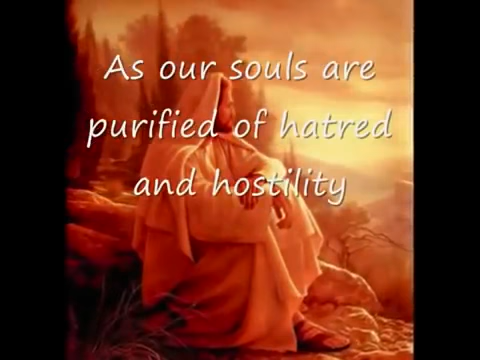 As our souls are
purified of hatred
and hostility